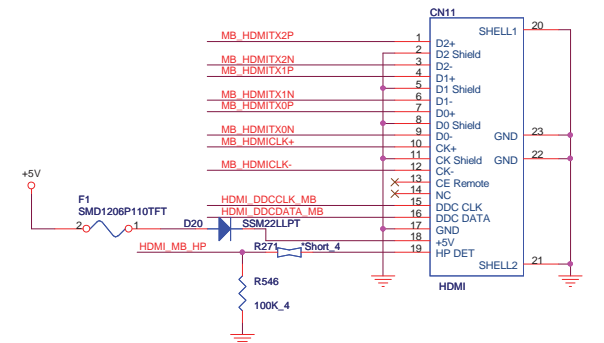 CN11
MB_HDMITX2P 1 D2+ SHELL1 20
2 D2 Shield
MB_HDMITX2N 3 D2-
MB_HDMITX1P 4 D1+
5 D1 Shield
MB_HDMITX1N 6 D1-
MB_HDMITX0P 7 D0+
8 D0 Shield
MB_HDMITX0N 9 D0- GND 23
MB_HDMICLK+ 10 CK+
11 CK Shield GND 22
MB_HDMICLK- 12 CK-
13 CE Remote
14 NC
HDMI_DDCCLK_MB 15 DDC CLK
HDMI_DDCDATA_MB 16 DDC DATA
17 GND
18 +5V
19 HP DET
SHELL2 21
HDMI
+5V
F1
SMD1206P110TFT
2 1
D20 SSM22LLPT
HDMI_MB_HP R271 *Short_4
R546
100K_4